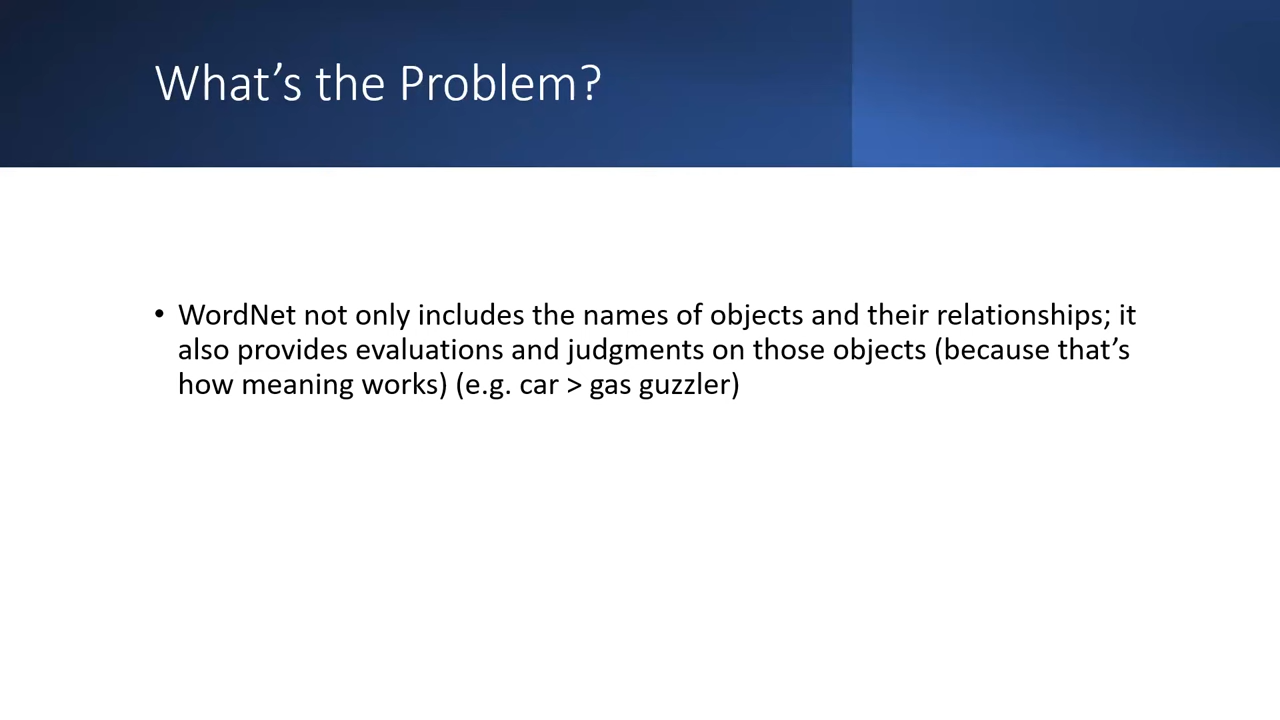 What’s the Problem?
• WordNet not only includes the names of objects and their relationships; it
also provides evaluations and judgments on those objects (because that’s
how meaning works) (e.g. car > gas guzzler)